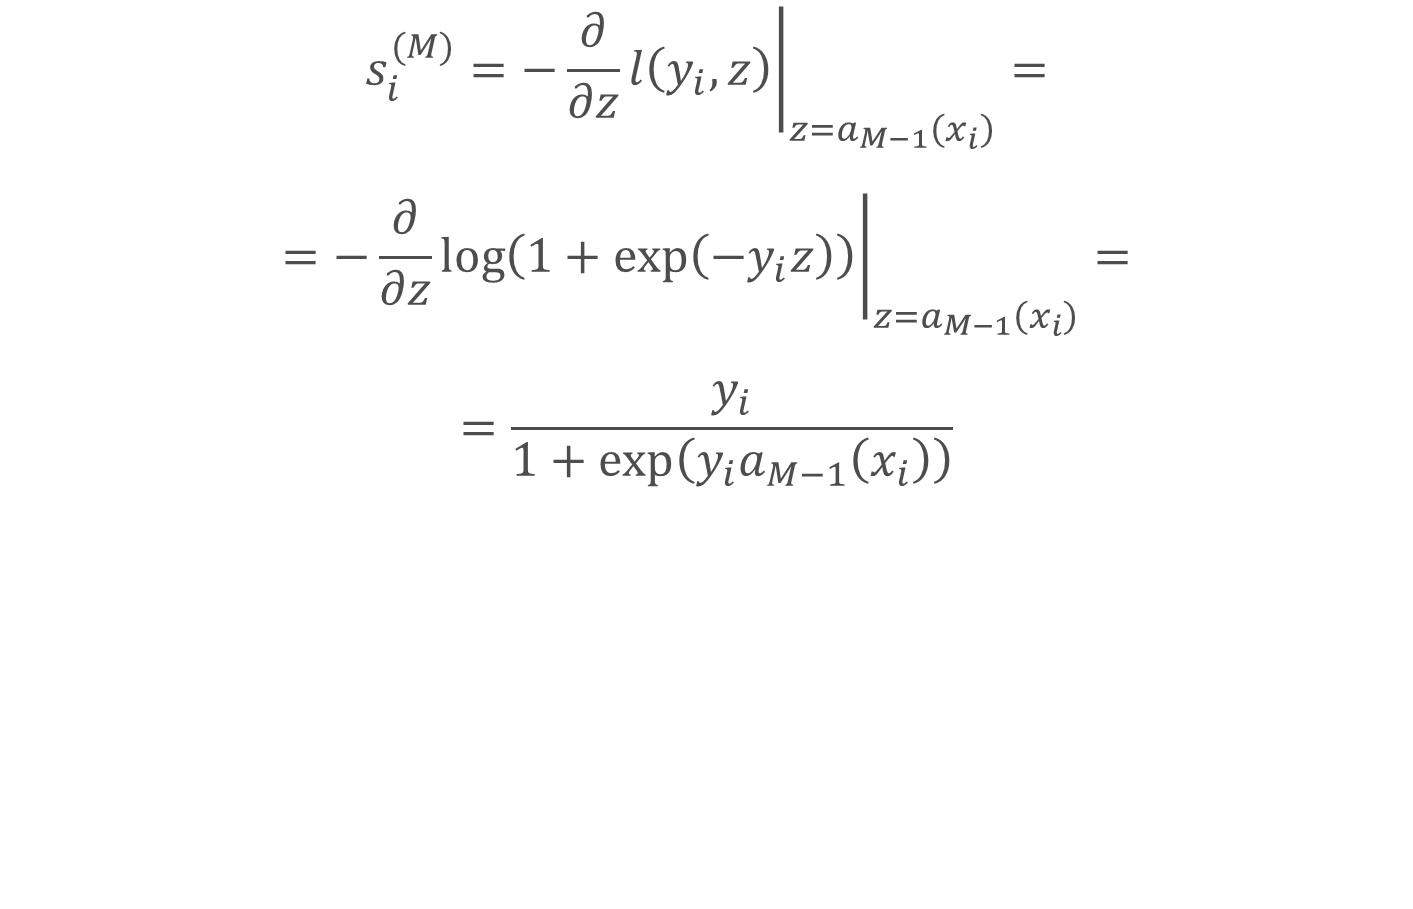 $s_i^{(M)} = -\frac{\partial}{\partial z} l(y_i, z)\Big|_{z=a_{M-1}(x_i)} =$
$= -\frac{\partial}{\partial z} \log(1 + \exp(-y_i z))\Big|_{z=a_{M-1}(x_i)} =$
$= \frac{y_i}{1 + \exp(y_i a_{M-1}(x_i))}$